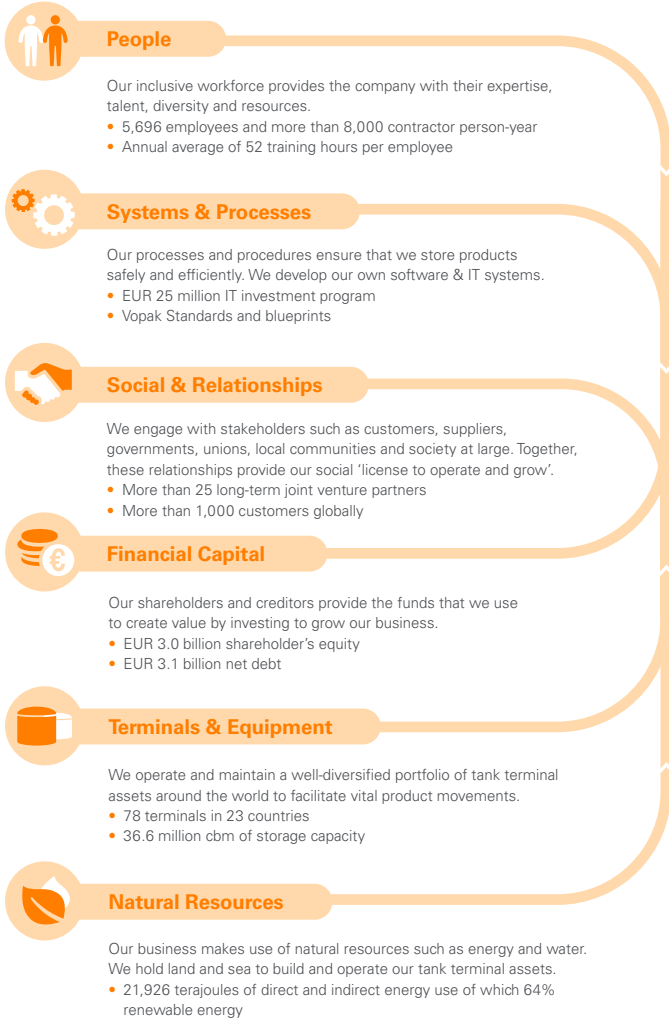 People
Our inclusive workforce provides the company with their expertise,
talent, diversity and resources.
• 5,696 employees and more than 8,000 contractor person-year
• Annual average of 52 training hours per employee
Systems & Processes
Our processes and procedures ensure that we store products
safely and efficiently. We develop our own software & IT systems.
• EUR 25 million IT investment program
• Vopak Standards and blueprints
Social & Relationships
We engage with stakeholders such as customers, suppliers,
governments, unions, local communities and society at large. Together,
these relationships provide our social ‘license to operate and grow’.
• More than 25 long-term joint venture partners
• More than 1,000 customers globally
€
Financial Capital
Our shareholders and creditors provide the funds that we use
to create value by investing to grow our business.
• EUR 3.0 billion shareholder’s equity
• EUR 3.1 billion net debt
Terminals & Equipment
We operate and maintain a well-diversified portfolio of tank terminal
assets around the world to facilitate vital product movements.
• 78 terminals in 23 countries
• 36.6 million cbm of storage capacity
Natural Resources
Our business makes use of natural resources such as energy and water.
We hold land and sea to build and operate our tank terminal assets.
• 21,926 terajoules of direct and indirect energy use of which 64%
renewable energy